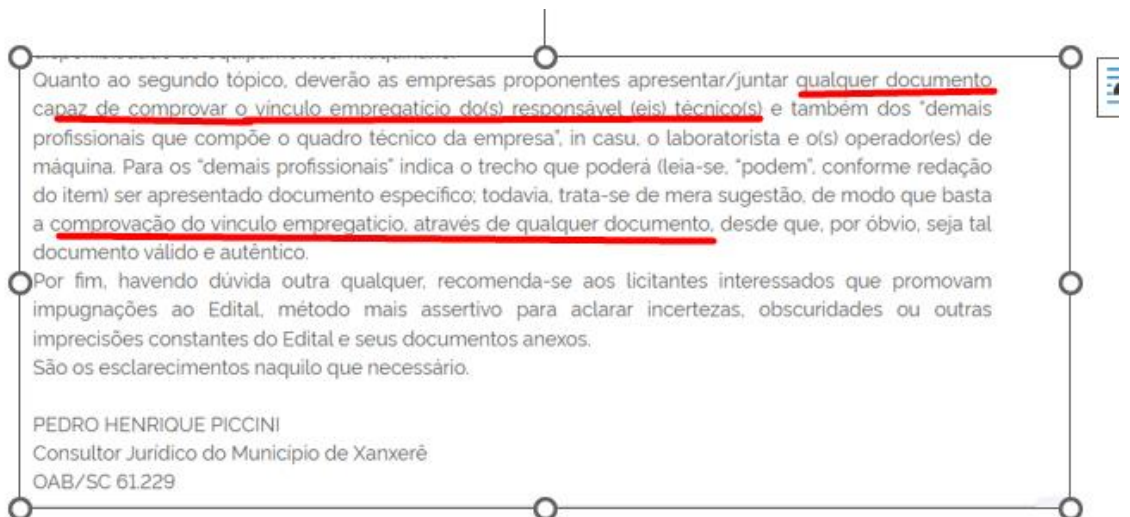 Quanto ao segundo tópico, deverão as empresas proponentes apresentar/juntar qualquer documento
capaz de comprovar o vínculo empregatício do(s) responsável (eis) técnico(s) e também dos "demais
profissionais que compõe o quadro técnico da empresa", in casu, o laboratorista e o(s) operador(es) de
máquina. Para os "demais profissionais" indica o trecho que poderá (leia-se, "podem", conforme redação
do item) ser apresentado documento específico; todavia, trata-se de mera sugestão, de modo que basta
a comprovação do vínculo empregatício, através de qualquer documento, desde que, por óbvio, seja tal
documento válido e autêntico.
Por fim, havendo dúvida outra qualquer, recomenda-se aos licitantes interessados que promovam
impugnações ao Edital, método mais assertivo para aclarar incertezas, obscuridades ou outras
imprecisões constantes do Edital e seus documentos anexos.
São os esclarecimentos naquilo que necessário.
PEDRO HENRIQUE PICCINI
Consultor Jurídico do Município de Xanxerê
OAB/SC 61.229